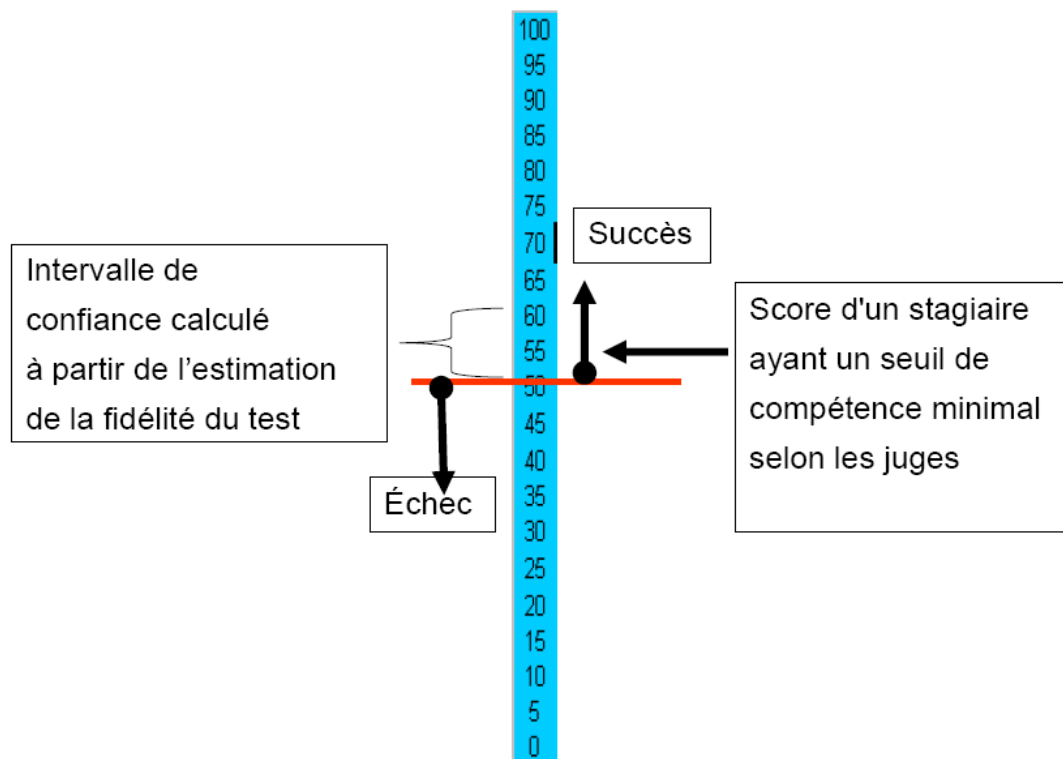 100
95
90
85
80
75
70
65
60
55
50
45
40
35
30
25
20
15
10
5
0
Succès
Intervalle de
confiance calculé
à partir de l’estimation
de la fidélité du test
Score d'un stagiaire
ayant un seuil de
compétence minimal
selon les juges
Échec